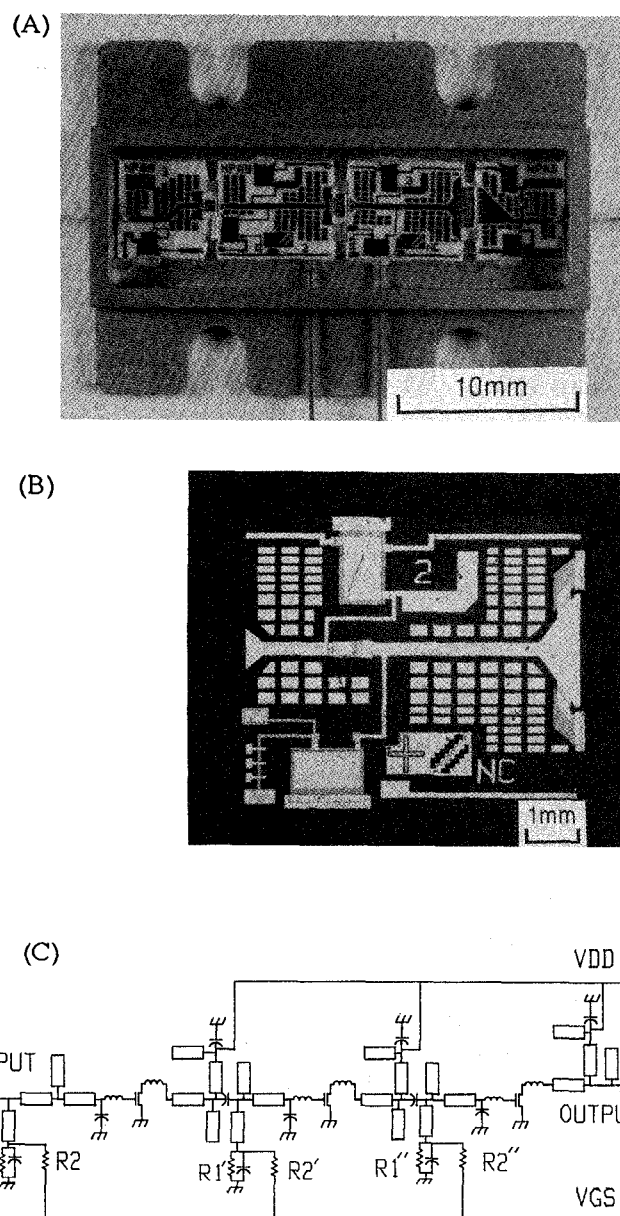 (A)
10mm
(B)
2
NC
1mm
(C)
VDD
PUT
OUTPU
R2
R1'
R2'
R1''
R2''
VGS